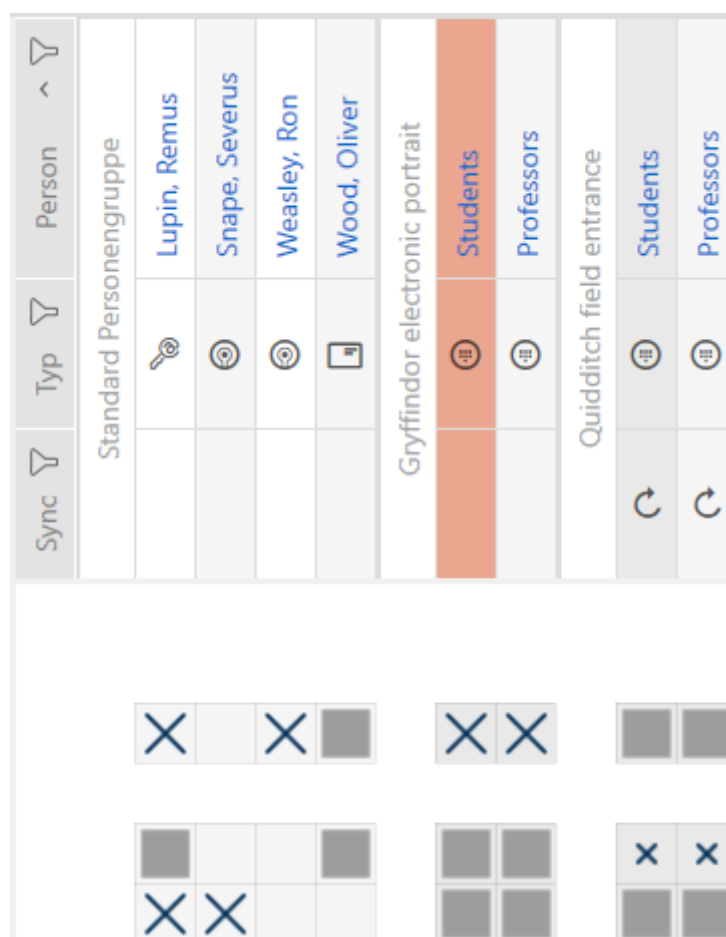 Person
Typ
Sync
Standard Personengruppe
Lupin, Remus
Snape, Severus
Weasley, Ron
Wood, Oliver
Gryffindor electronic portrait
Students
Professors
Quidditch field entrance
Students
Professors